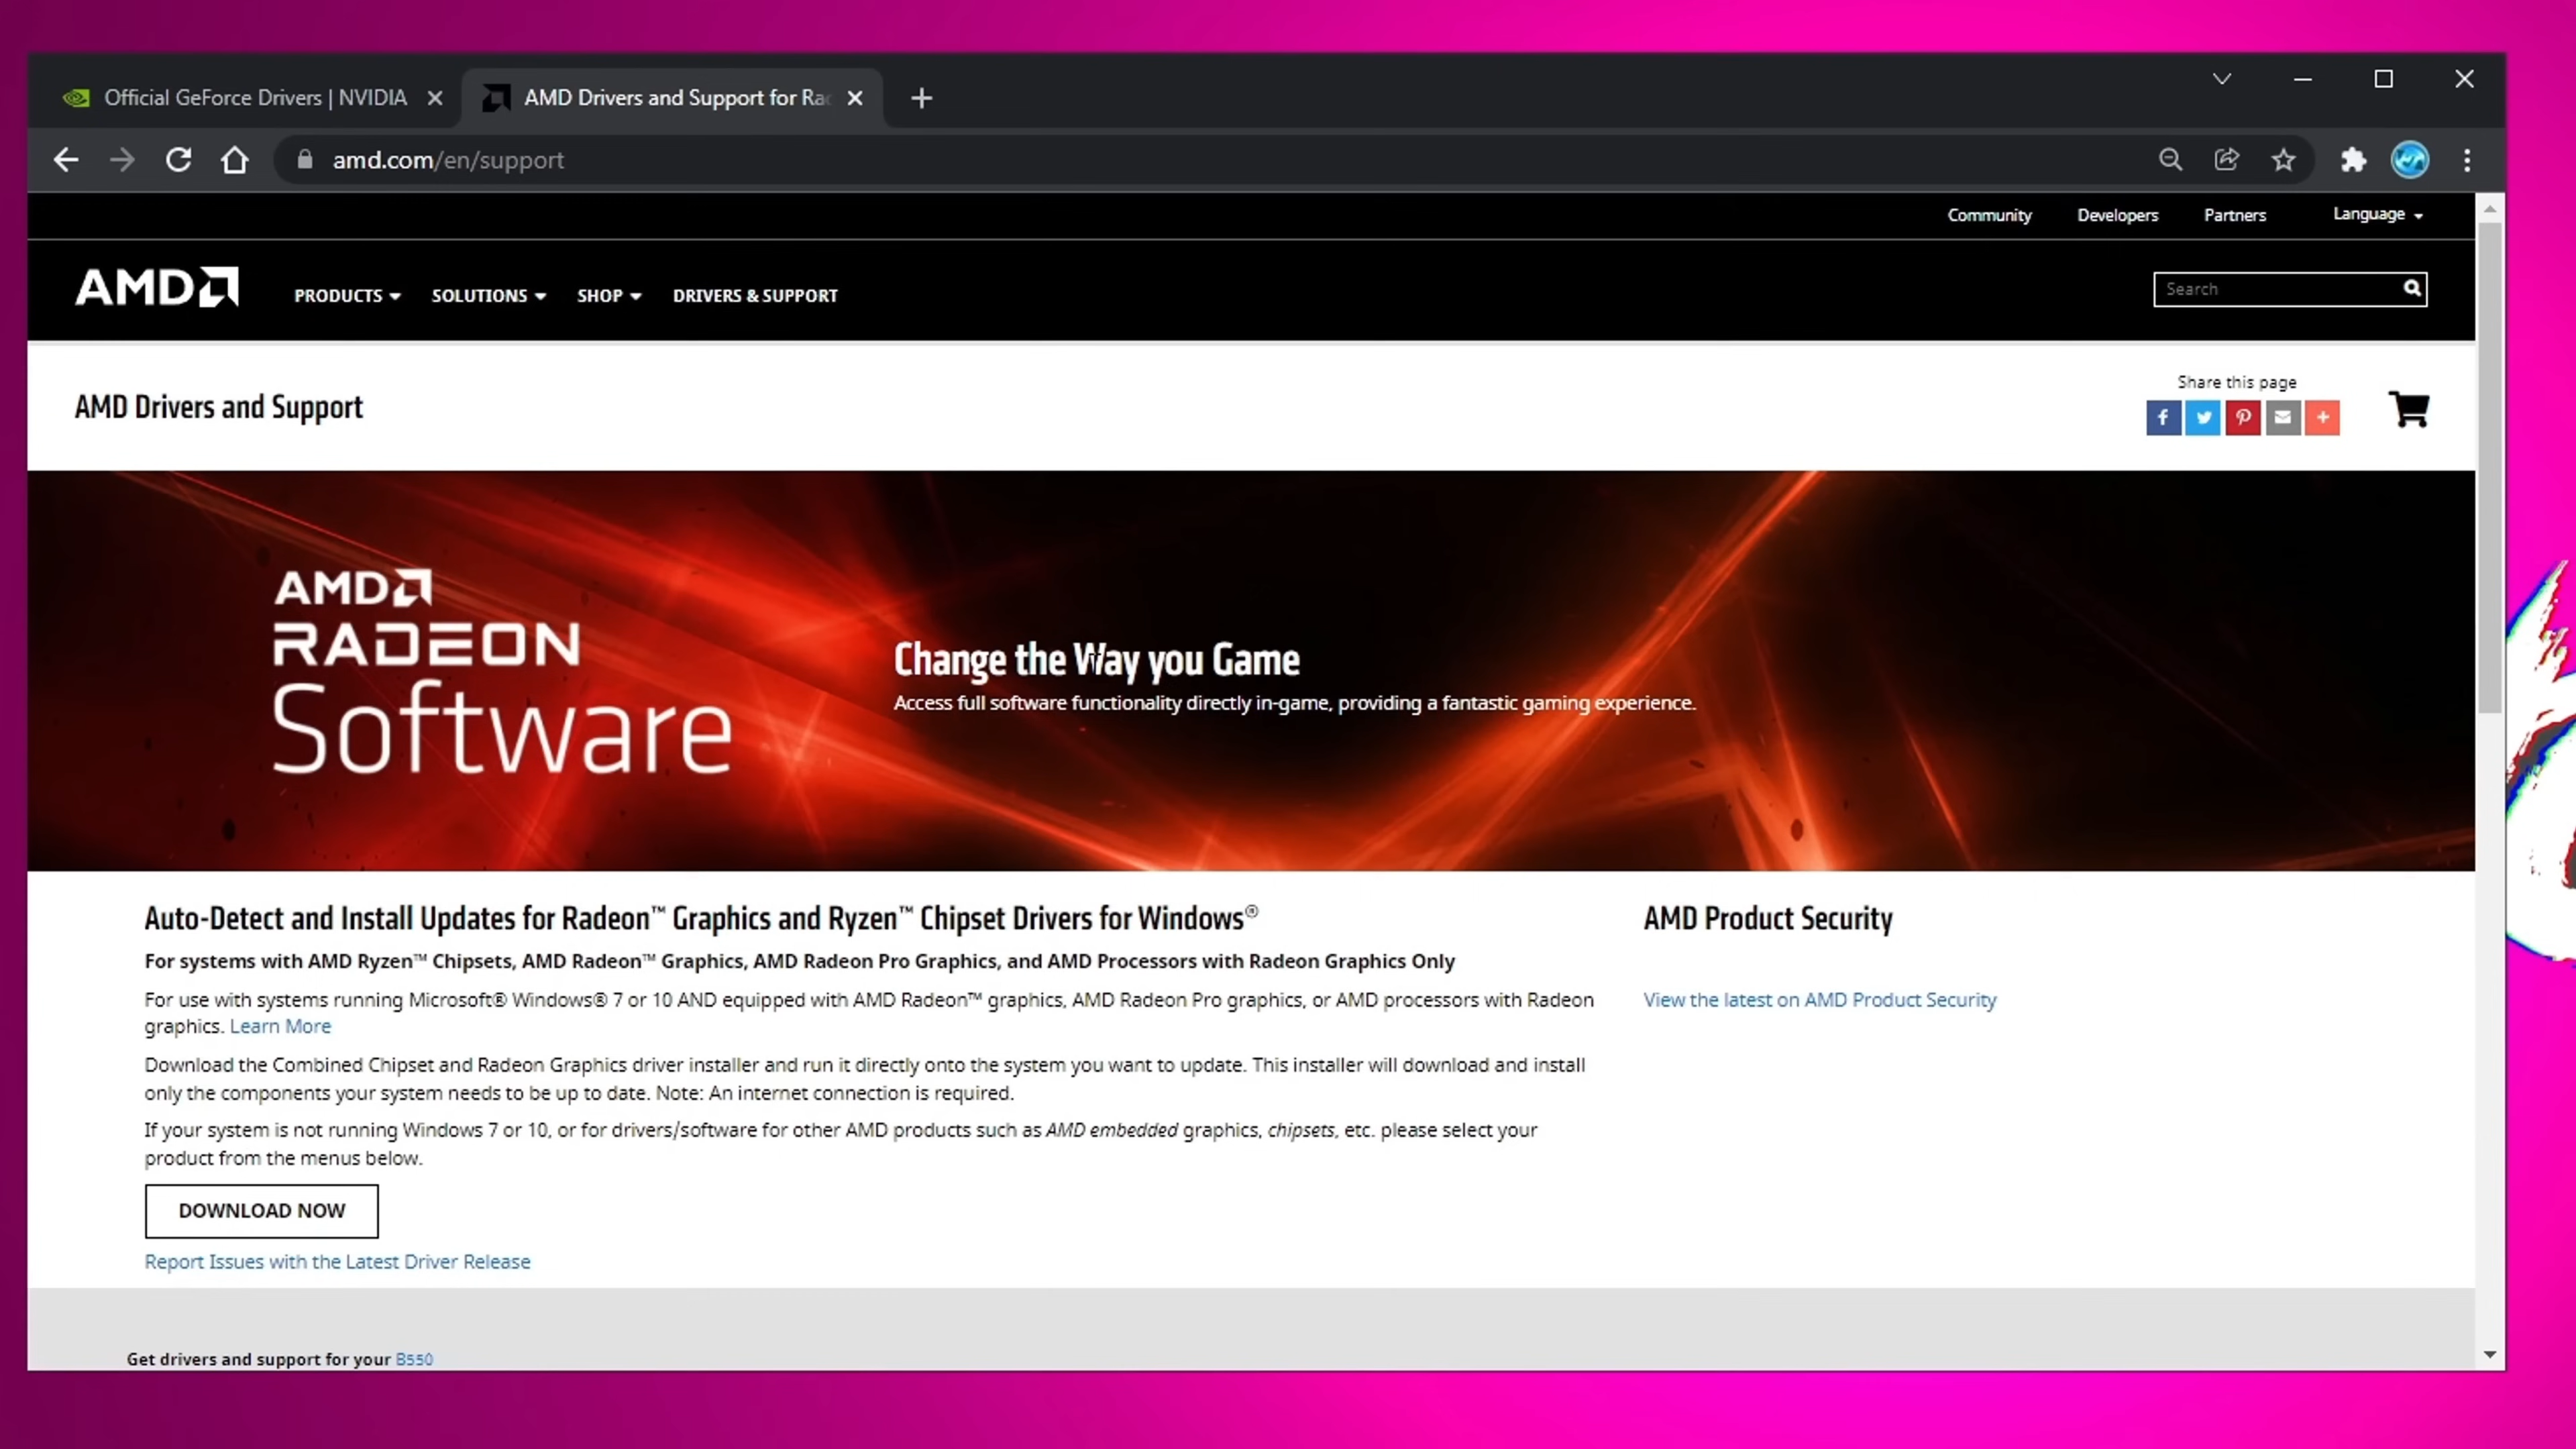 Official GeForce Drivers | NVIDIA
AMD Drivers and Support for Rad
amd.com/en/support
Community Developers Partners Language
AMD PRODUCTS SOLUTIONS SHOP DRIVERS & SUPPORT Search
Share this page
AMD Drivers and Support
AMD
RADEON
Software
Change the Way you Game
Access full software functionality directly in-game, providing a fantastic gaming experience.
Auto-Detect and Install Updates for Radeon™ Graphics and Ryzen™ Chipset Drivers for Windows®
For systems with AMD Ryzen™ Chipsets, AMD Radeon™ Graphics, AMD Radeon Pro Graphics, and AMD Processors with Radeon Graphics Only
For use with systems running Microsoft® Windows® 7 or 10 AND equipped with AMD Radeon™ graphics, AMD Radeon Pro graphics, or AMD processors with Radeon
graphics. Learn More
Download the Combined Chipset and Radeon Graphics driver installer and run it directly onto the system you want to update. This installer will download and install
only the components your system needs to be up to date. Note: An internet connection is required.
If your system is not running Windows 7 or 10, or for drivers/software for other AMD products such as AMD embedded graphics, chipsets, etc. please select your
product from the menus below.
DOWNLOAD NOW
Report Issues with the Latest Driver Release
AMD Product Security
View the latest on AMD Product Security
Get drivers and support for your B550